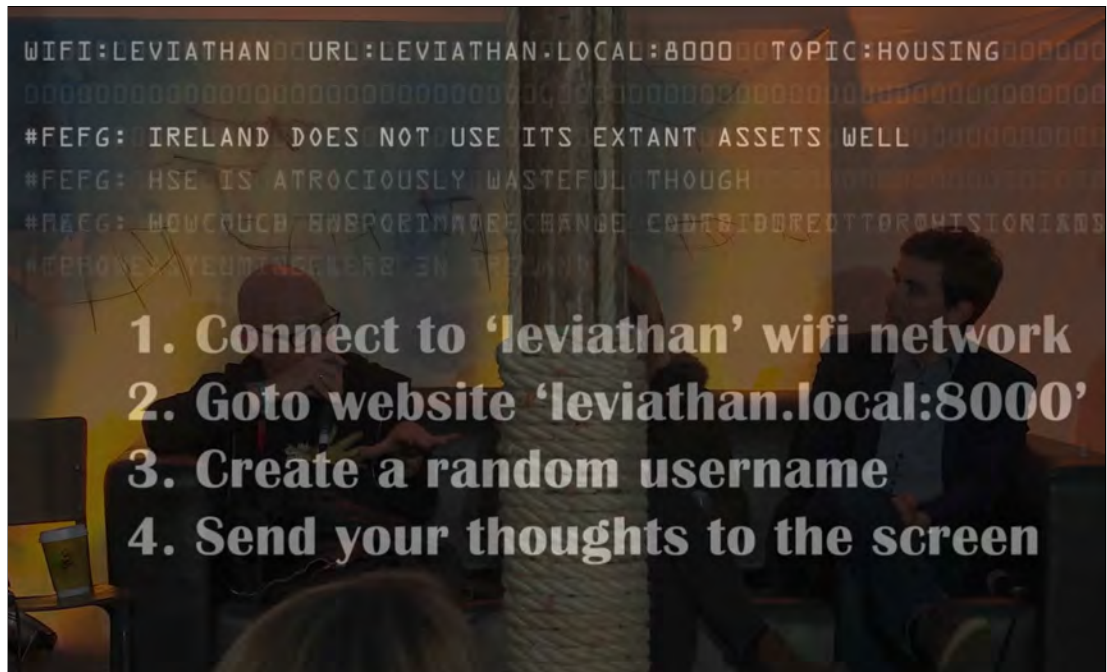 WIFI:LEVIATHAN URL:LEVIATHAN.LOCAL:8000 TOPIC:HOUSING
#FEFG: IRELAND DOES NOT USE ITS EXTANT ASSETS WELL
#FEFG: HSE IS ATROCIOUSLY WASTEFUL THOUGH
1. Connect to ‘leviathan’ wifi network
2. Goto website ‘leviathan.local:8000’
3. Create a random username
4. Send your thoughts to the screen